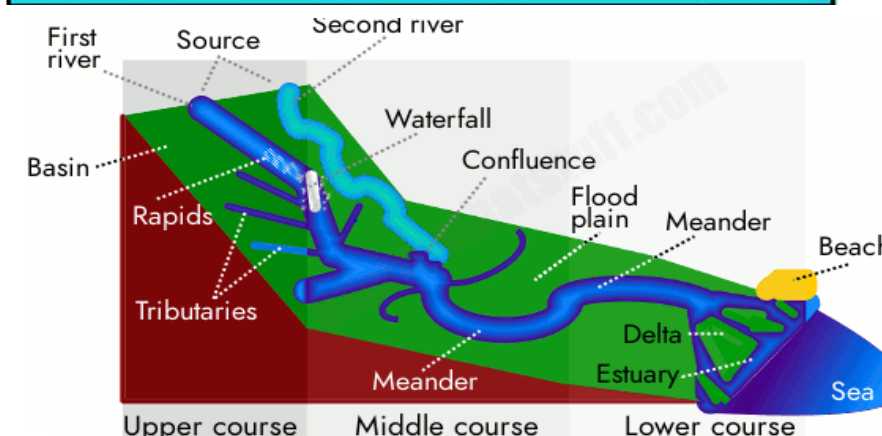 First
river
Source
Second river
Waterfall
Basin
Confluence
Rapids
Flood
plain
Meander
Beach
Tributaries
Delta
Meander
Estuary
Sea
Upper course
Middle course
Lower course